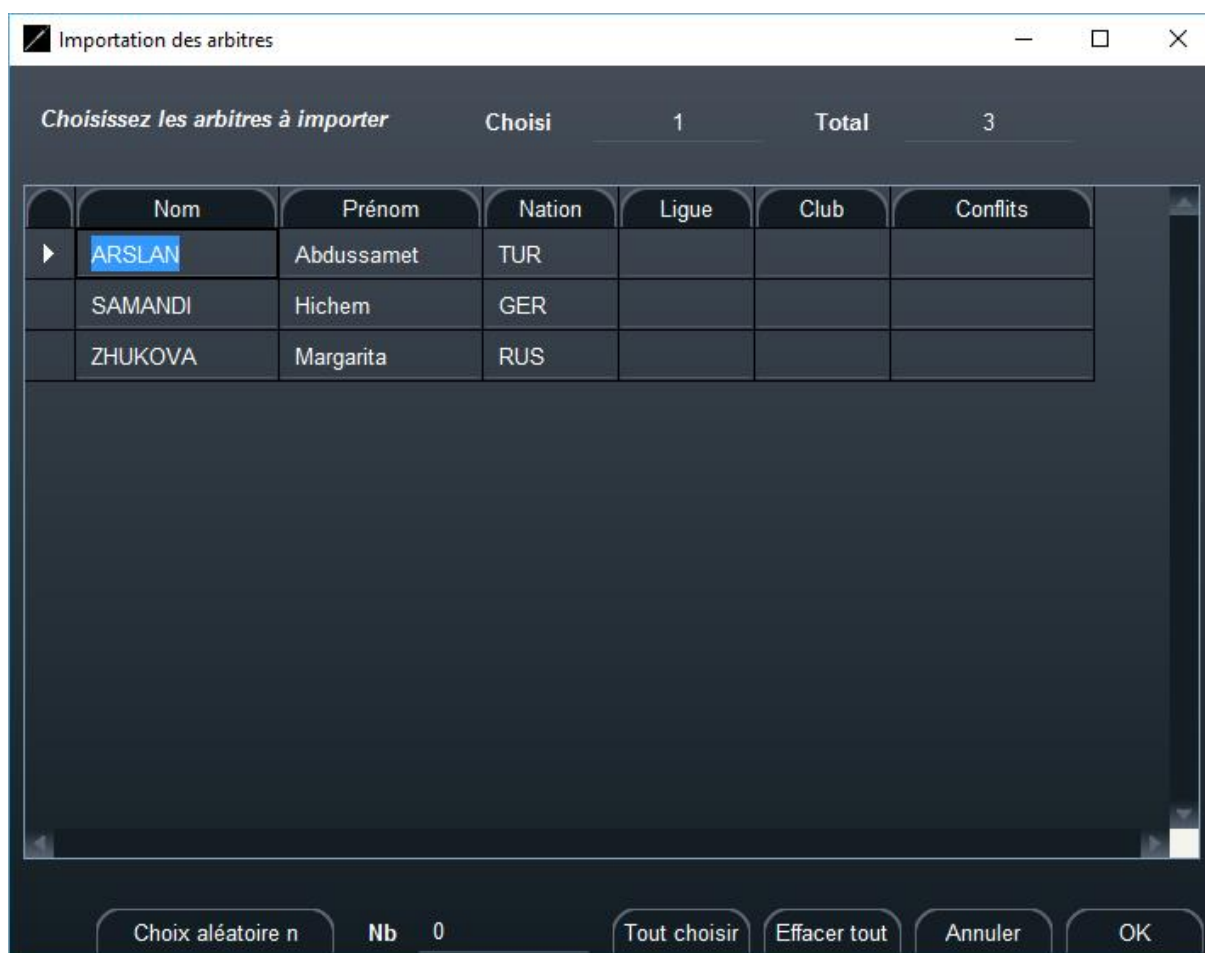 Importation des arbitres
Choisissez les arbitres à importer Choisi 1 Total 3
Nom Prénom Nation Ligue Club Conflits
ARSLAN Abdussamet TUR
SAMANDI Hichem GER
ZHUKOVA Margarita RUS
Choix aléatoire n Nb 0 Tout choisir Effacer tout Annuler OK